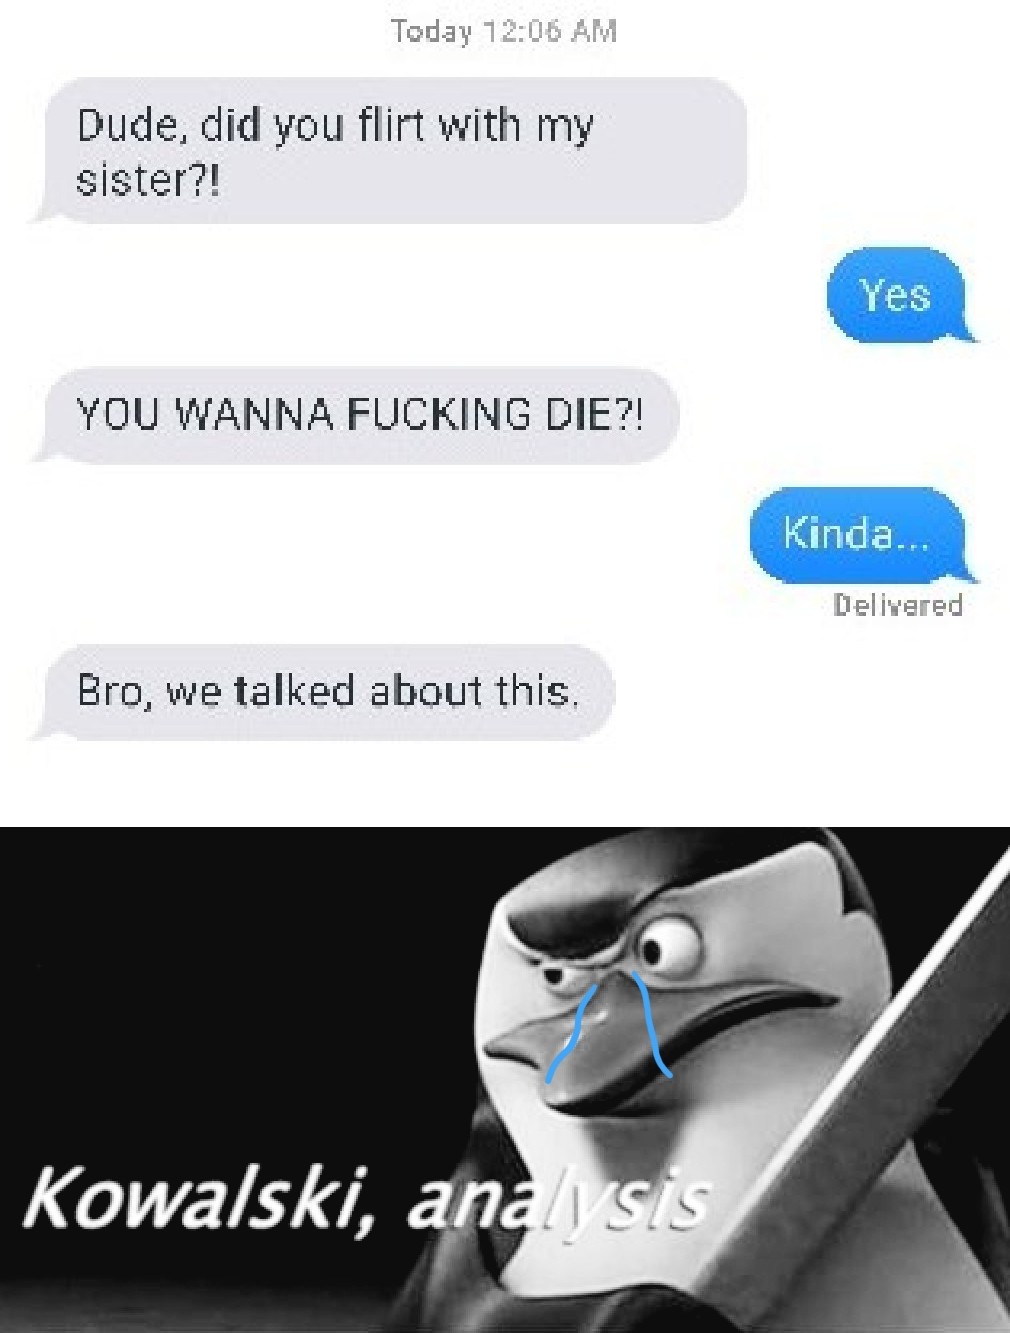 Today 12:06 AM
Dude, did you flirt with my
sister?!
Yes
YOU WANNA FUCKING DIE?!
Kinda...
Delivered
Bro, we talked about this.
Kowalski, analysis